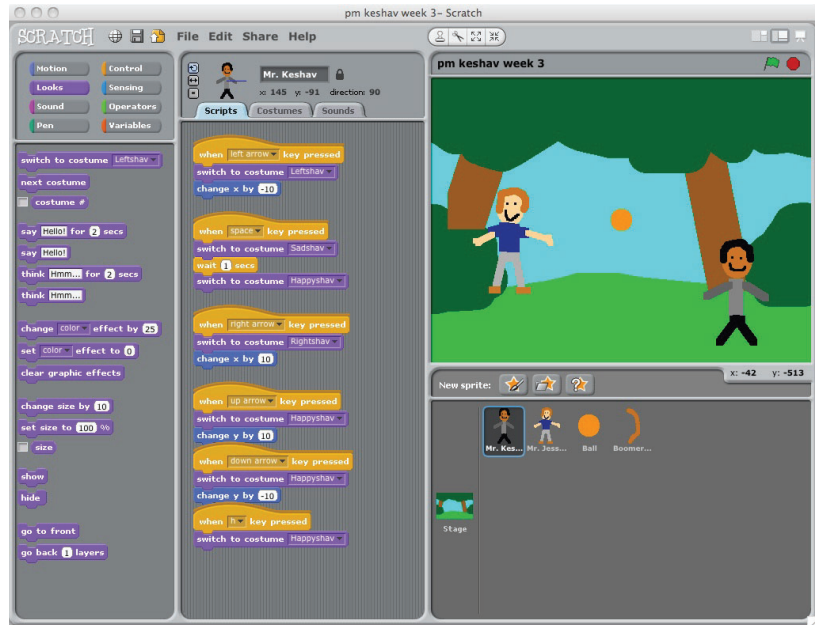 pm keshav week 3– Scratch
SCRATCH File Edit Share Help
Motion Control
Looks Sensing
Sound Operators
Pen Variables
switch to costume Leftshav
next costume
costume #
say Hello! for 2 secs
say Hello!
think Hmm... for 2 secs
think Hmm...
change color effect by 25
set color effect to 0
clear graphic effects
change size by 10
set size to 100 %
size
show
hide
go to front
go back 1 layers
Mr. Keshav
x: 145 y: -91 direction: 90
Scripts Costumes Sounds
when left arrow key pressed
switch to costume Leftshav
change x by -10
when space key pressed
switch to costume Sadshav
wait 1 secs
switch to costume Happyshav
when right arrow key pressed
switch to costume Rightshav
change x by 10
when up arrow key pressed
switch to costume Happyshav
change y by 10
when down arrow key pressed
switch to costume Happyshav
change y by -10
when h key pressed
switch to costume Happyshav
pm keshav week 3
x: -42 y: -513
New sprite:
Mr. Kes... Mr. Jess... Ball Boomer...
Stage